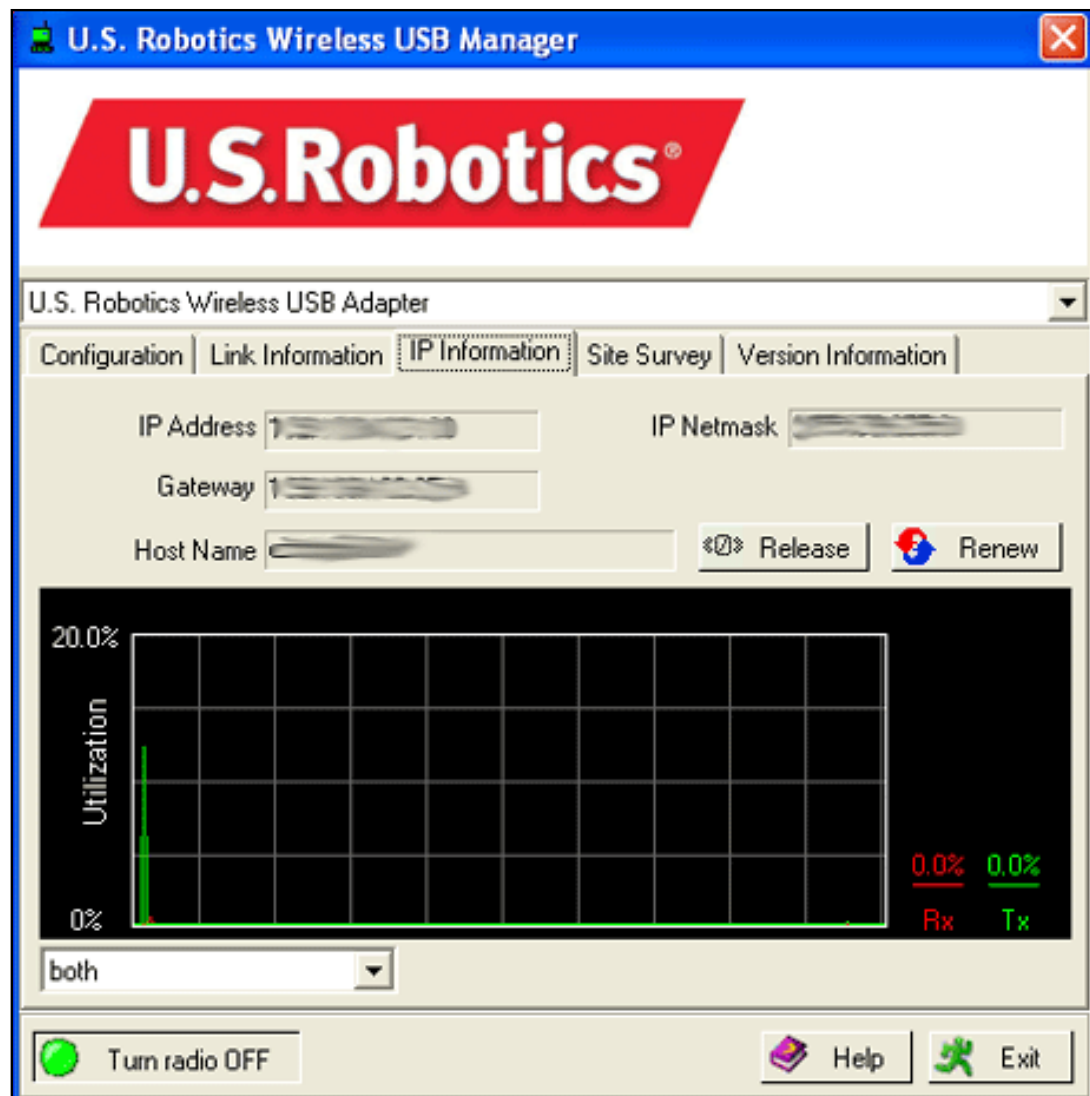 U.S. Robotics Wireless USB Manager
U.S.Robotics®
U.S. Robotics Wireless USB Adapter
Configuration Link Information IP Information Site Survey Version Information
IP Address IP Netmask
Gateway
Host Name Release Renew
20.0%
Utilization
0.0% 0.0%
0% Rx Tx
both
Turn radio OFF Help Exit